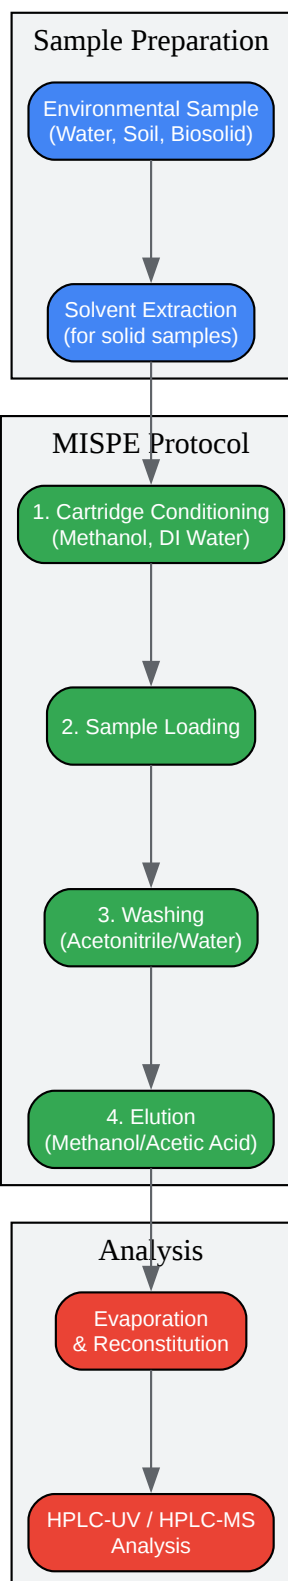 Sample Preparation
Environmental Sample
(Water, Soil, Biosolid)
Solvent Extraction
(for solid samples)
MISPE Protocol
1. Cartridge Conditioning
(Methanol, DI Water)
2. Sample Loading
3. Washing
(Acetonitrile/Water)
4. Elution
(Methanol/Acetic Acid)
Analysis
Evaporation
& Reconstitution
HPLC-UV / HPLC-MS
Analysis